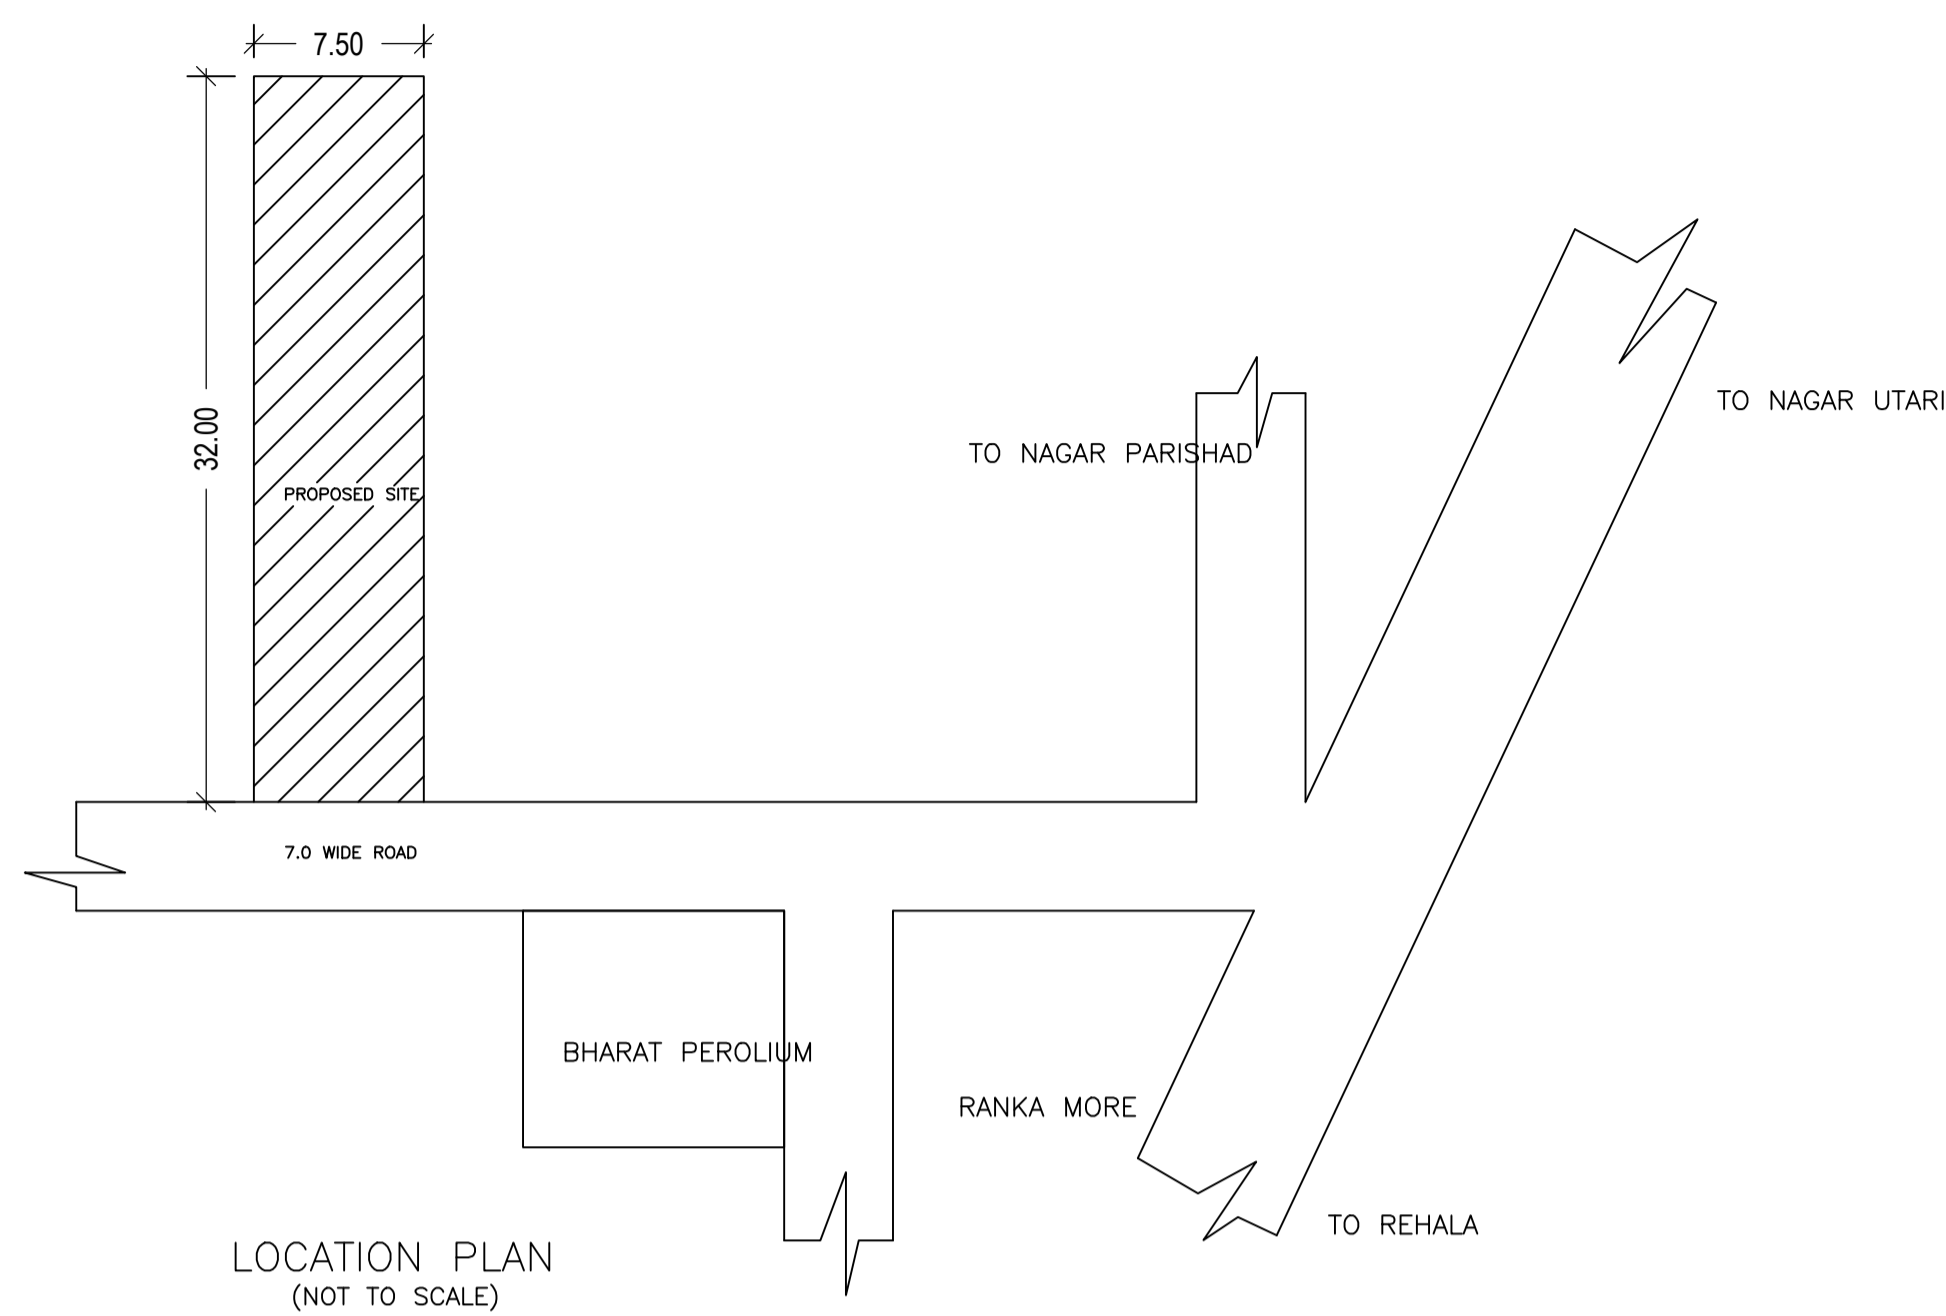 7.50
32.00
TO NAGAR UTARI
TO NAGAR PARISHAD
PROPOSED SITE
7.0 WIDE ROAD
BHARAT PEROLIUM
RANKA MORE
TO REHALA
LOCATION PLAN
(NOT TO SCALE)